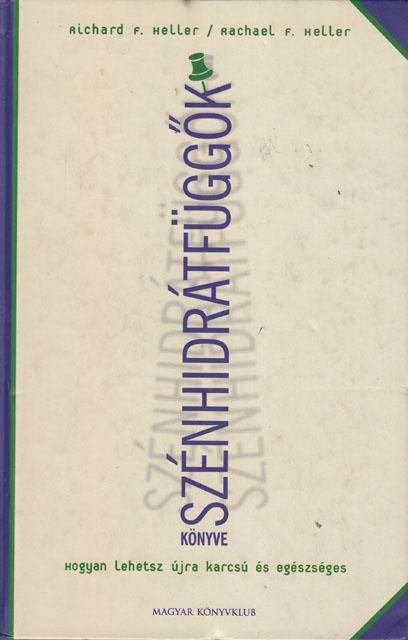 Richard F. Heller / Rachael F. Heller
SZÉNHIDRÁTFÜGGŐK
KÖNYVE
Hogyan lehetsz újra karcsú és egészséges
MAGYAR KÖNYVKLUB